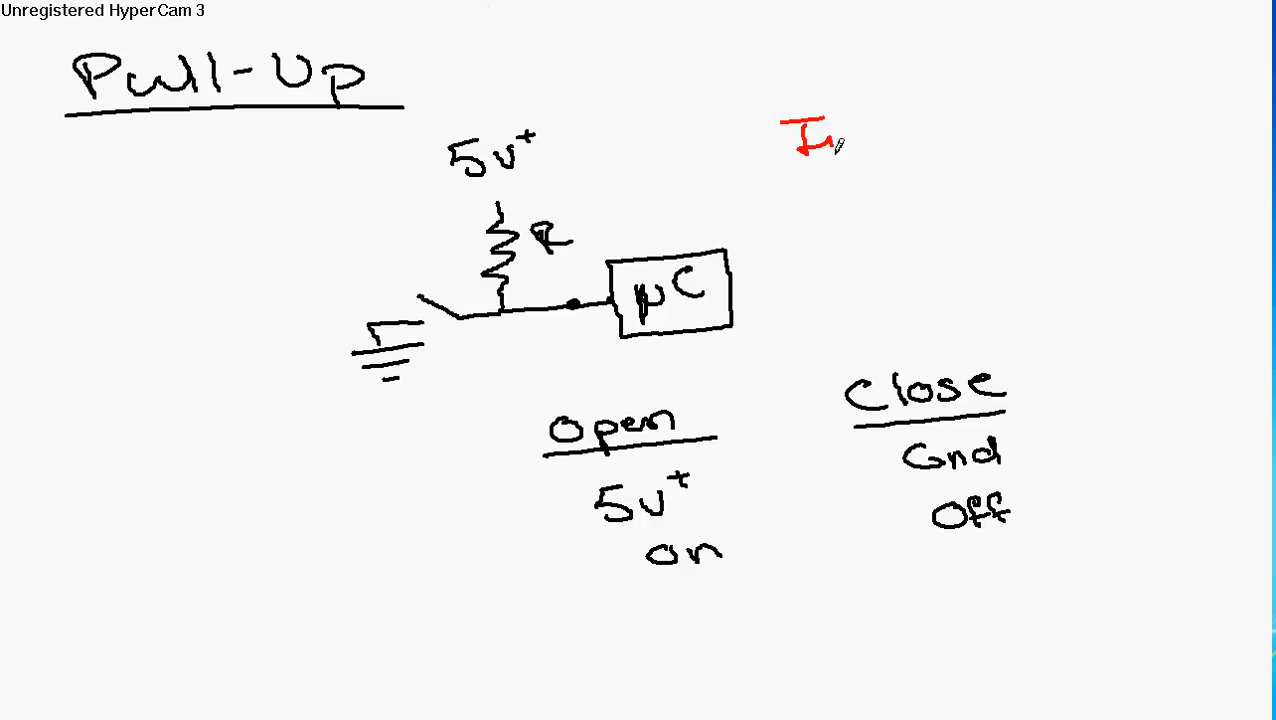 Unregistered HyperCam 3
Pull-Up
5v+
R
μC
Open
5v+
on
Close
Gnd
Off